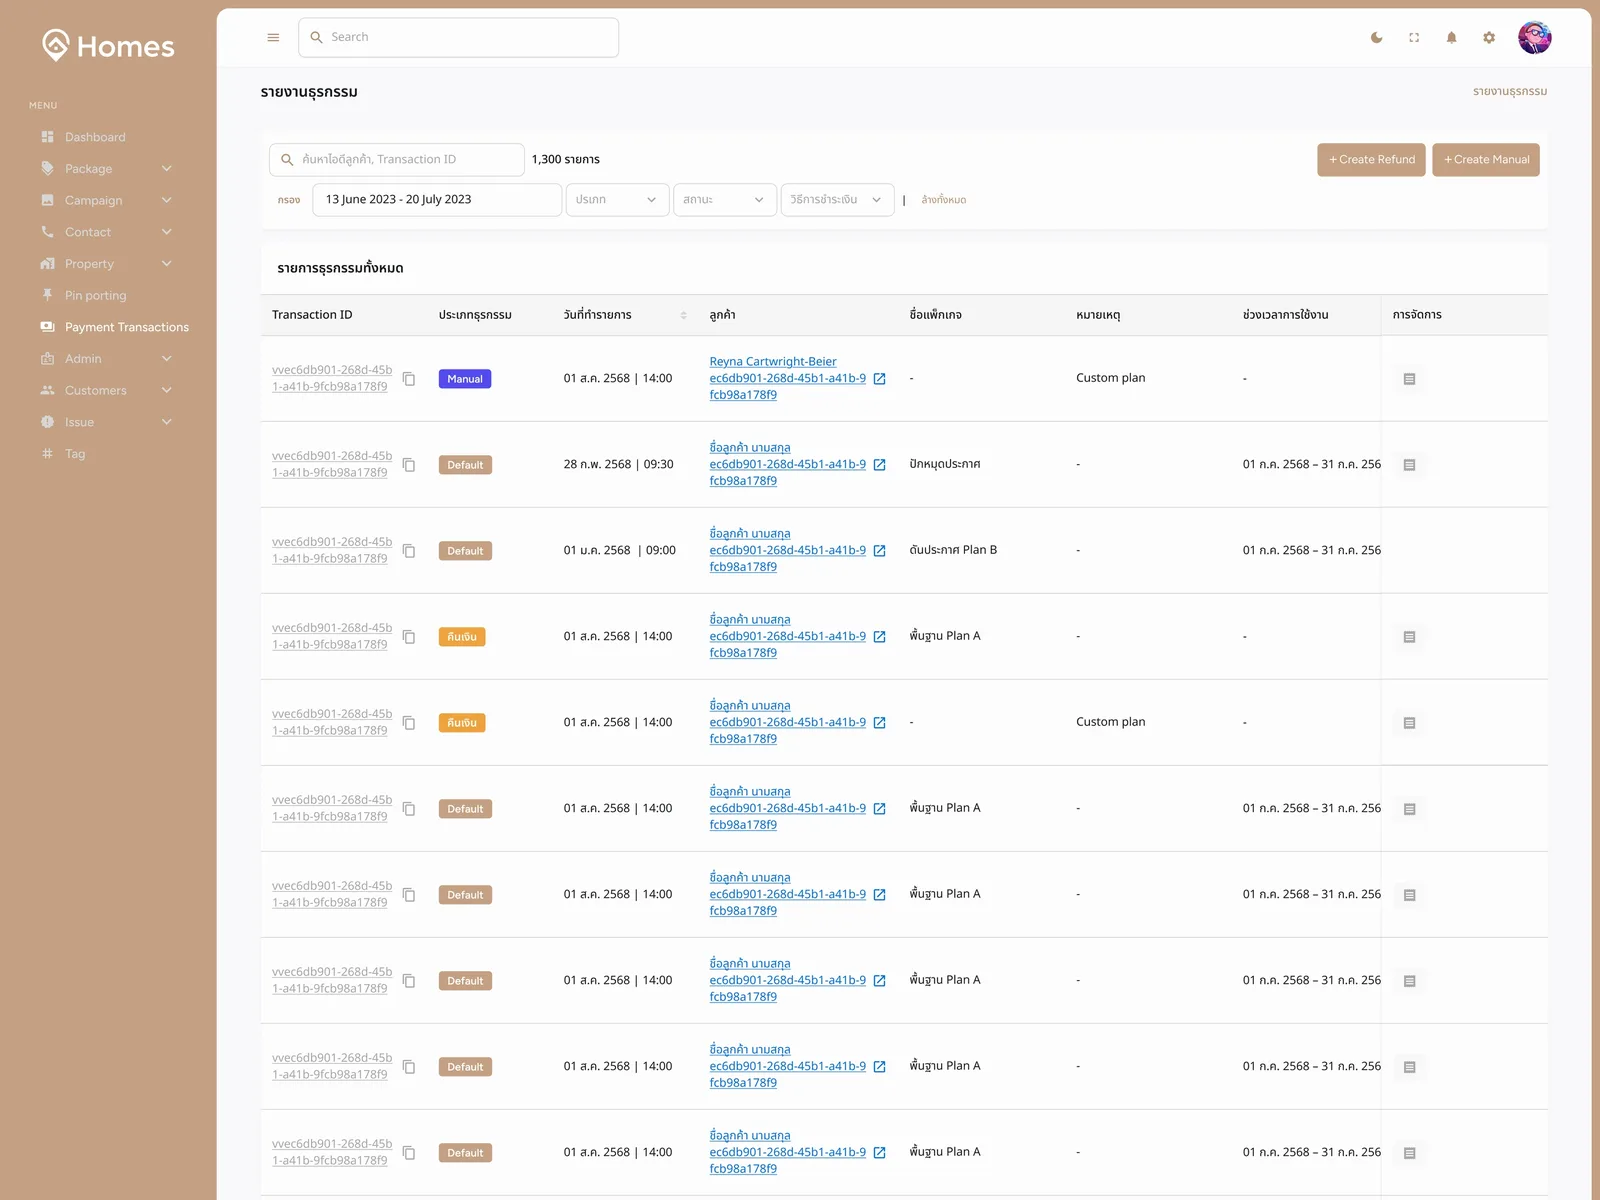 Homes
Search
MENU
Dashboard
Package
Campaign
Contact
Property
Pin porting
Payment Transactions
Admin
Customers
Issue
Tag
รายงานธุรกรรม
รายงานธุรกรรม
ค้นหาไอดีลูกค้า, Transaction ID
1,300 รายการ
+ Create Refund
+ Create Manual
กรอง
13 June 2023 - 20 July 2023
ประเภท
สถานะ
วิธีการชำระเงิน
|
ล้างทั้งหมด
รายการธุรกรรมทั้งหมด
Transaction ID ประเภทธุรกรรม วันที่ทำรายการ ลูกค้า ชื่อแพ็กเกจ หมายเหตุ ช่วงเวลาการใช้งาน การจัดการ
Reyna Cartwright-Beier
vvec6db901-268d-45b Manual 01 ส.ค. 2568 | 14:00 ec6db901-268d-45b1-a41b-9 - Custom plan -
1-a41b-9fcb98a178f9 fcb98a178f9
ชื่อลูกค้า นามสกุล
vvec6db901-268d-45b Default 28 ก.พ. 2568 | 09:30 ec6db901-268d-45b1-a41b-9 ปักหมุดประกาศ - 01 ก.ค. 2568 – 31 ก.ค. 256
1-a41b-9fcb98a178f9 fcb98a178f9
ชื่อลูกค้า นามสกุล
vvec6db901-268d-45b Default 01 ม.ค. 2568 | 09:00 ec6db901-268d-45b1-a41b-9 ดันประกาศ Plan B - 01 ก.ค. 2568 – 31 ก.ค. 256
1-a41b-9fcb98a178f9 fcb98a178f9
ชื่อลูกค้า นามสกุล
vvec6db901-268d-45b คืนเงิน 01 ส.ค. 2568 | 14:00 ec6db901-268d-45b1-a41b-9 พื้นฐาน Plan A - -
1-a41b-9fcb98a178f9 fcb98a178f9
ชื่อลูกค้า นามสกุล
vvec6db901-268d-45b คืนเงิน 01 ส.ค. 2568 | 14:00 ec6db901-268d-45b1-a41b-9 - Custom plan -
1-a41b-9fcb98a178f9 fcb98a178f9
ชื่อลูกค้า นามสกุล
vvec6db901-268d-45b Default 01 ส.ค. 2568 | 14:00 ec6db901-268d-45b1-a41b-9 พื้นฐาน Plan A - 01 ก.ค. 2568 – 31 ก.ค. 256
1-a41b-9fcb98a178f9 fcb98a178f9
ชื่อลูกค้า นามสกุล
vvec6db901-268d-45b Default 01 ส.ค. 2568 | 14:00 ec6db901-268d-45b1-a41b-9 พื้นฐาน Plan A - 01 ก.ค. 2568 – 31 ก.ค. 256
1-a41b-9fcb98a178f9 fcb98a178f9
ชื่อลูกค้า นามสกุล
vvec6db901-268d-45b Default 01 ส.ค. 2568 | 14:00 ec6db901-268d-45b1-a41b-9 พื้นฐาน Plan A - 01 ก.ค. 2568 – 31 ก.ค. 256
1-a41b-9fcb98a178f9 fcb98a178f9
ชื่อลูกค้า นามสกุล
vvec6db901-268d-45b Default 01 ส.ค. 2568 | 14:00 ec6db901-268d-45b1-a41b-9 พื้นฐาน Plan A - 01 ก.ค. 2568 – 31 ก.ค. 256
1-a41b-9fcb98a178f9 fcb98a178f9
ชื่อลูกค้า นามสกุล
vvec6db901-268d-45b Default 01 ส.ค. 2568 | 14:00 ec6db901-268d-45b1-a41b-9 พื้นฐาน Plan A - 01 ก.ค. 2568 – 31 ก.ค. 256
1-a41b-9fcb98a178f9 fcb98a178f9